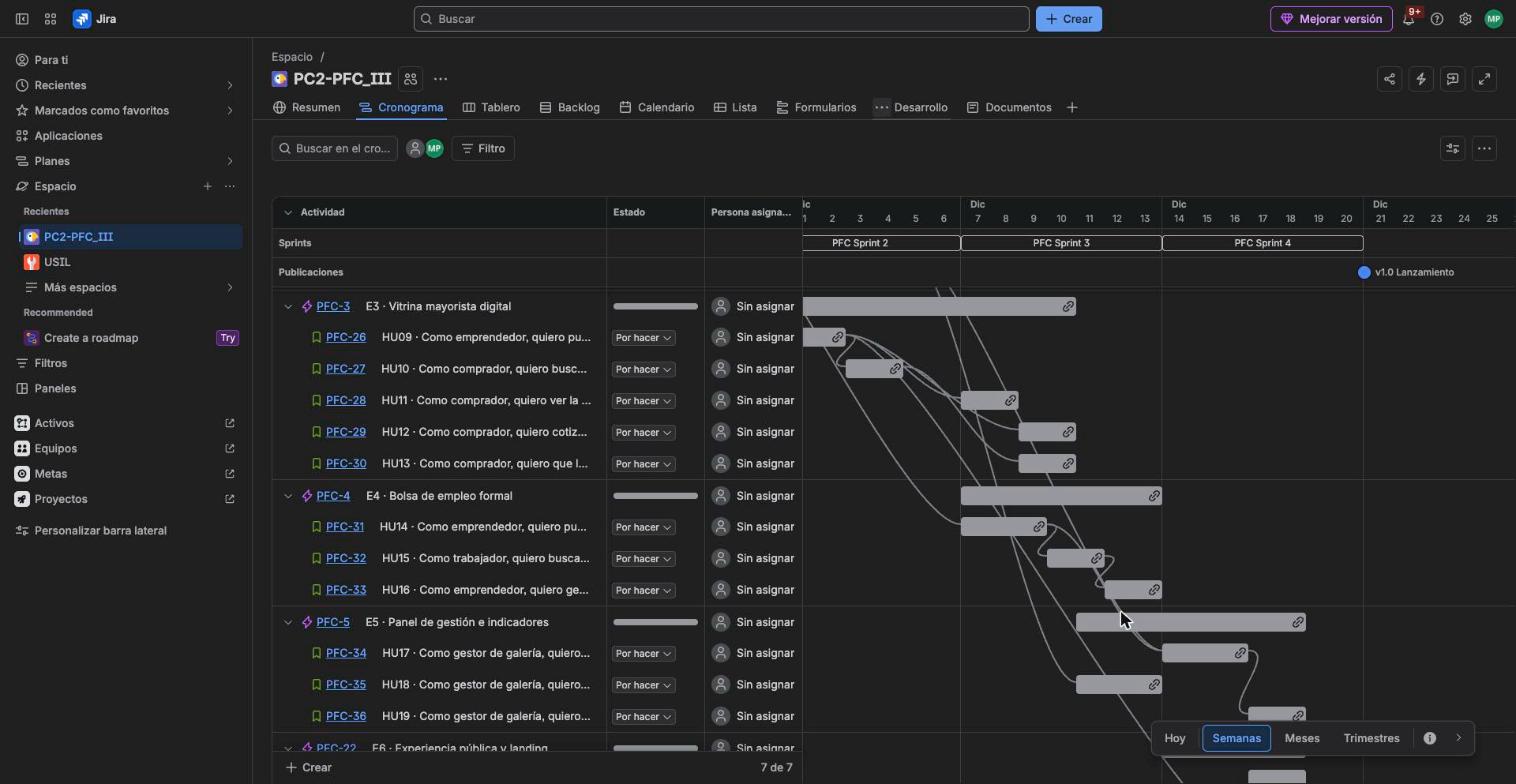 Jira
Buscar
Crear
Mejorar versión
9+
MP
Para ti
Recientes
Marcados como favoritos
Aplicaciones
Planes
Espacio
Recientes
PC2-PFC_III
USIL
Más espacios
Recommended
Create a roadmap
Try
Filtros
Paneles
Activos
Equipos
Metas
Proyectos
Personalizar barra lateral
Espacio /
PC2-PFC_III
Resumen Cronograma Tablero Backlog Calendario Lista Formularios Desarrollo Documentos
Buscar en el cro... MP Filtro
Actividad Estado Persona asigna...
Dic Dic Dic
2 3 4 5 6 7 8 9 10 11 12 13 14 15 16 17 18 19 20 21 22 23 24 25
Sprints PFC Sprint 2 PFC Sprint 3 PFC Sprint 4
Publicaciones v1.0 Lanzamiento
PFC-3 E3 · Vitrina mayorista digital Sin asignar
PFC-26 HU09 · Como emprendedor, quiero pu... Por hacer Sin asignar
PFC-27 HU10 · Como comprador, quiero busc... Por hacer Sin asignar
PFC-28 HU11 · Como comprador, quiero ver la ... Por hacer Sin asignar
PFC-29 HU12 · Como comprador, quiero cotiz... Por hacer Sin asignar
PFC-30 HU13 · Como comprador, quiero que l... Por hacer Sin asignar
PFC-4 E4 · Bolsa de empleo formal Sin asignar
PFC-31 HU14 · Como emprendedor, quiero pu... Por hacer Sin asignar
PFC-32 HU15 · Como trabajador, quiero busca... Por hacer Sin asignar
PFC-33 HU16 · Como emprendedor, quiero ge... Por hacer Sin asignar
PFC-5 E5 · Panel de gestión e indicadores Sin asignar
PFC-34 HU17 · Como gestor de galería, quiero... Por hacer Sin asignar
PFC-35 HU18 · Como gestor de galería, quiero... Por hacer Sin asignar
PFC-36 HU19 · Como gestor de galería, quiero... Por hacer Sin asignar
PFC-22 E6 · Experiencia pública y landing Sin asignar
Hoy Semanas Meses Trimestres
Crear 7 de 7